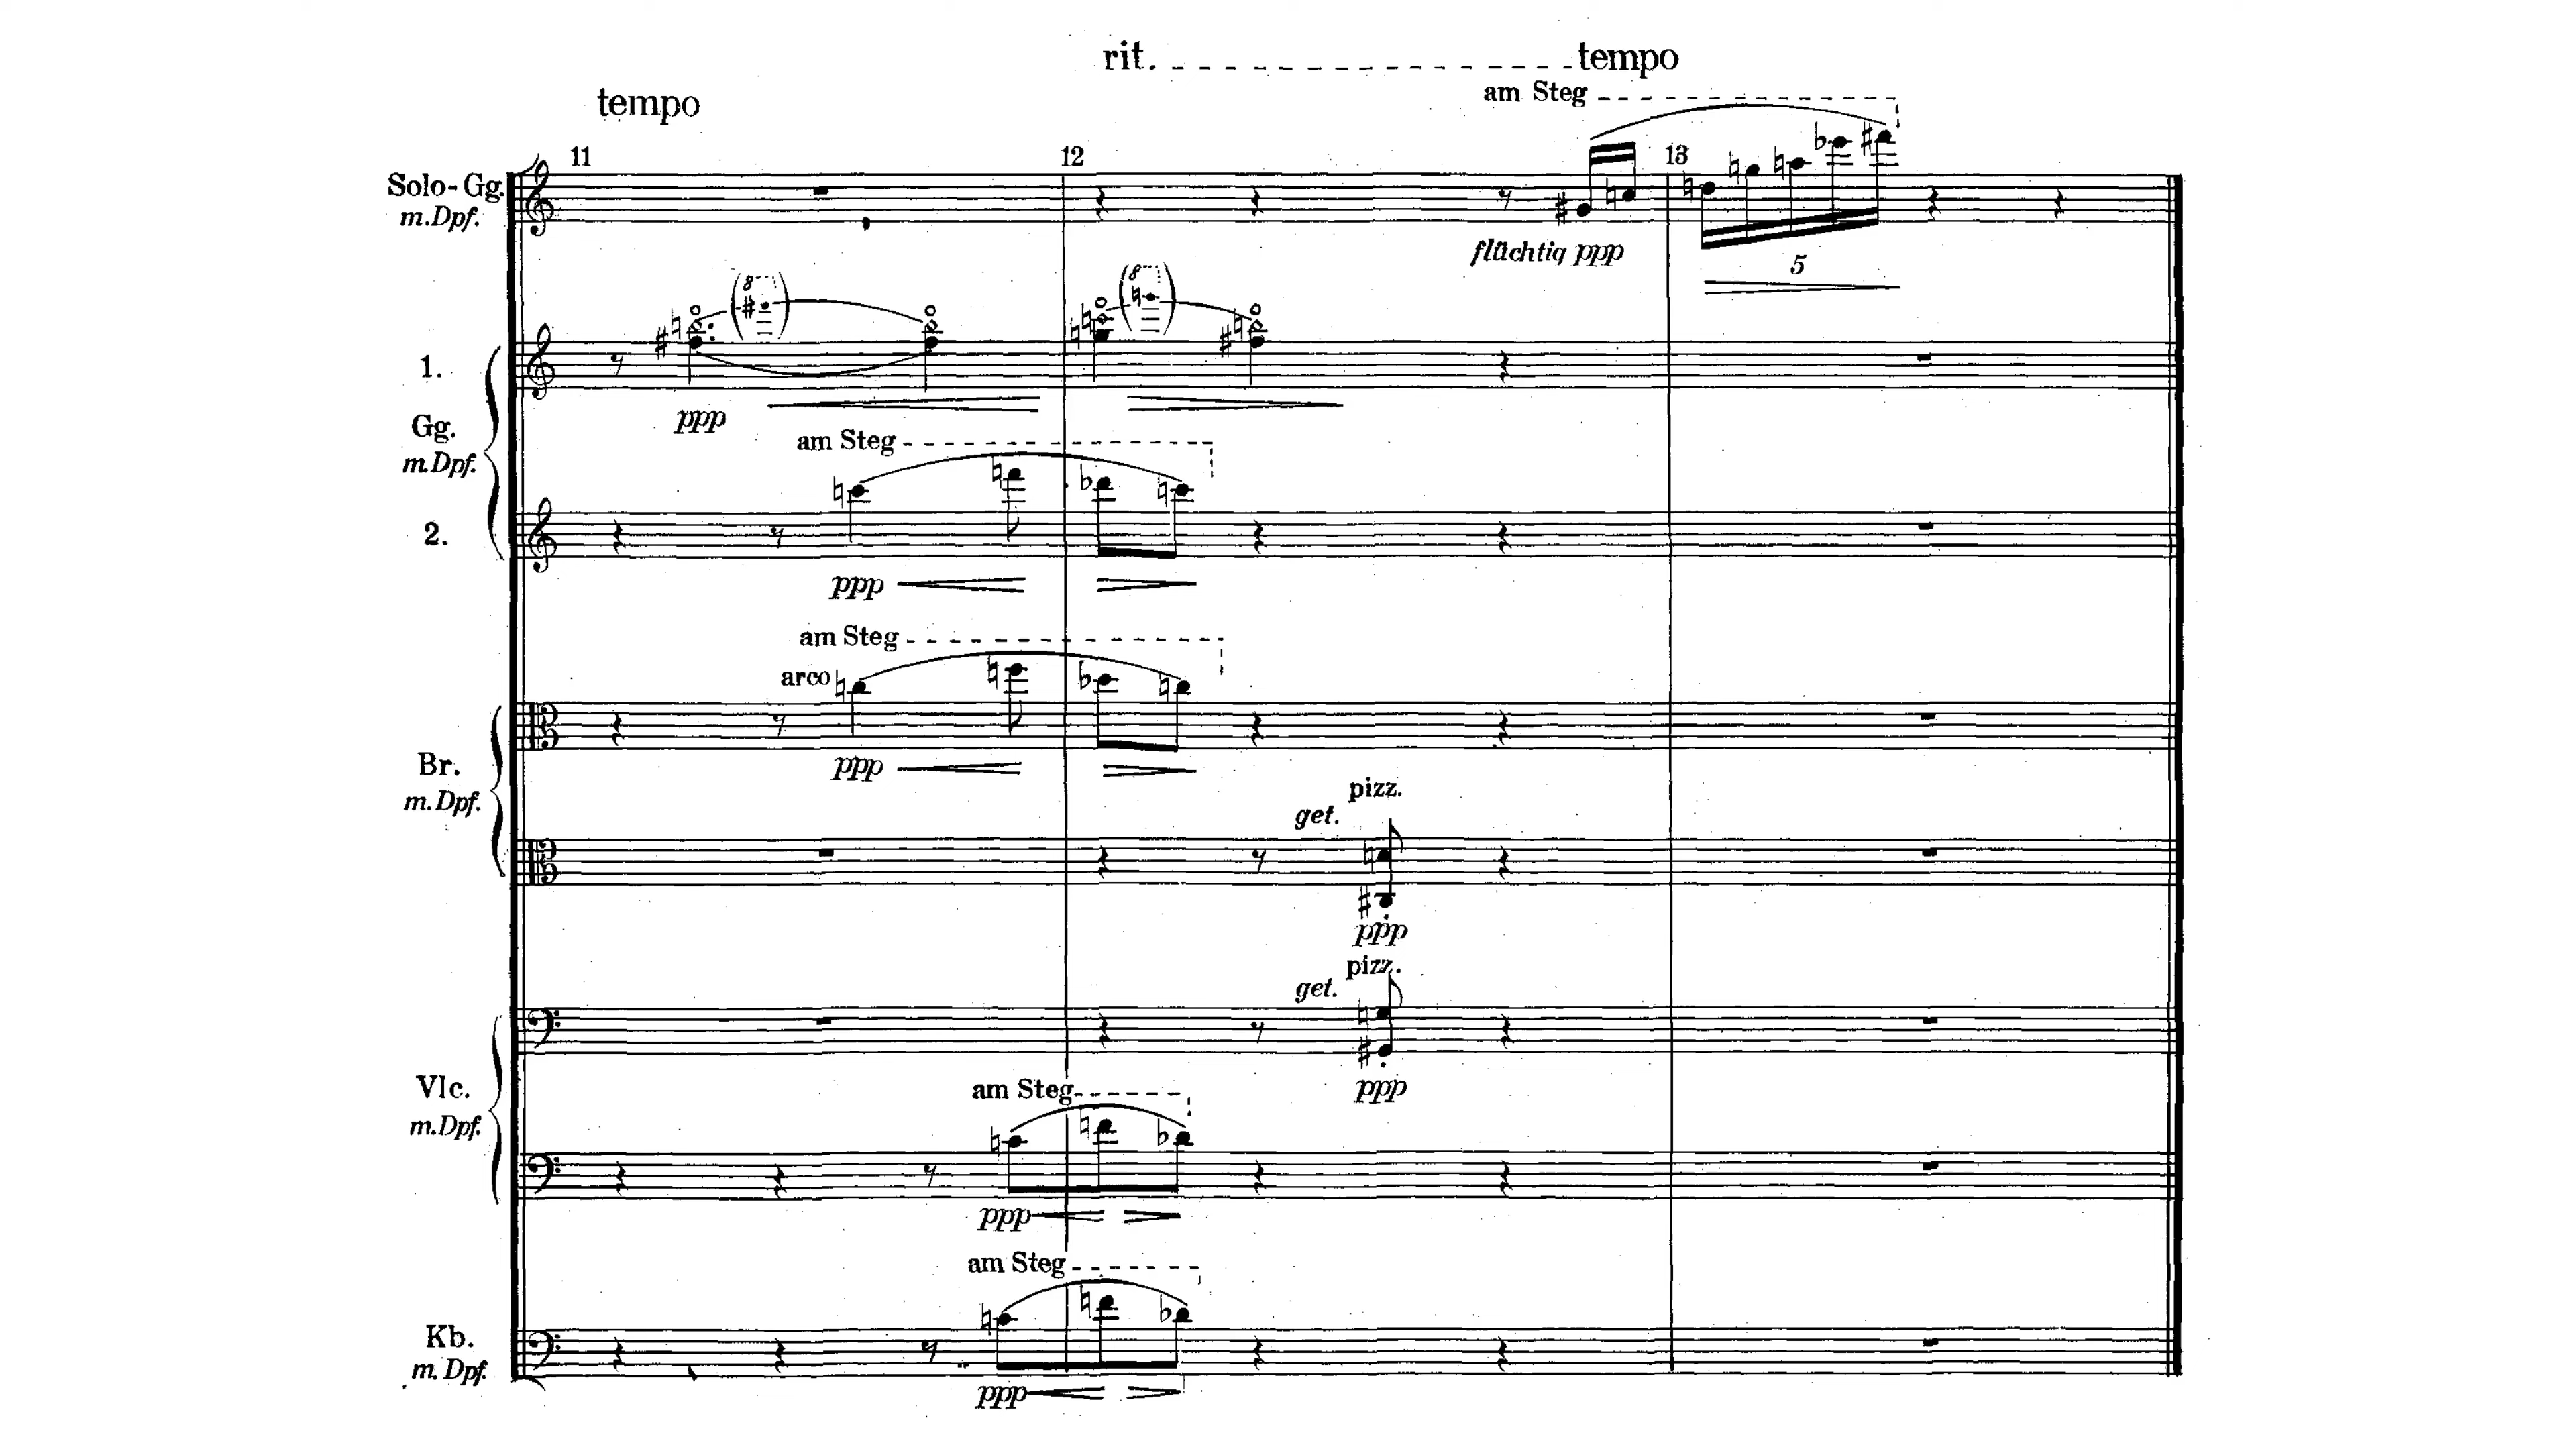 rit. tempo
tempo
am Steg
11 12 13
Solo-Gg.
m.Dpf.
flüchtig ppp
5
8 8
1.
ppp
Gg.
m.Dpf.
am Steg
2.
ppp
am Steg
arco
ppp
Br.
m.Dpf.
pizz.
get.
ppp
pizz.
get.
ppp
Vlc.
m.Dpf.
am Steg
ppp
am Steg
Kb.
m. Dpf.
ppp